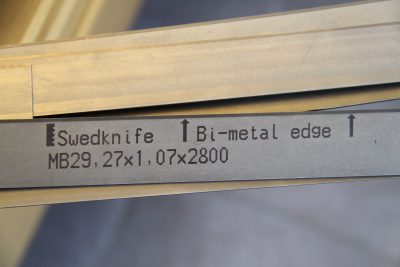 Swedknife ↑ Bi-metal edge ↑
MB29,27x1,07x2800